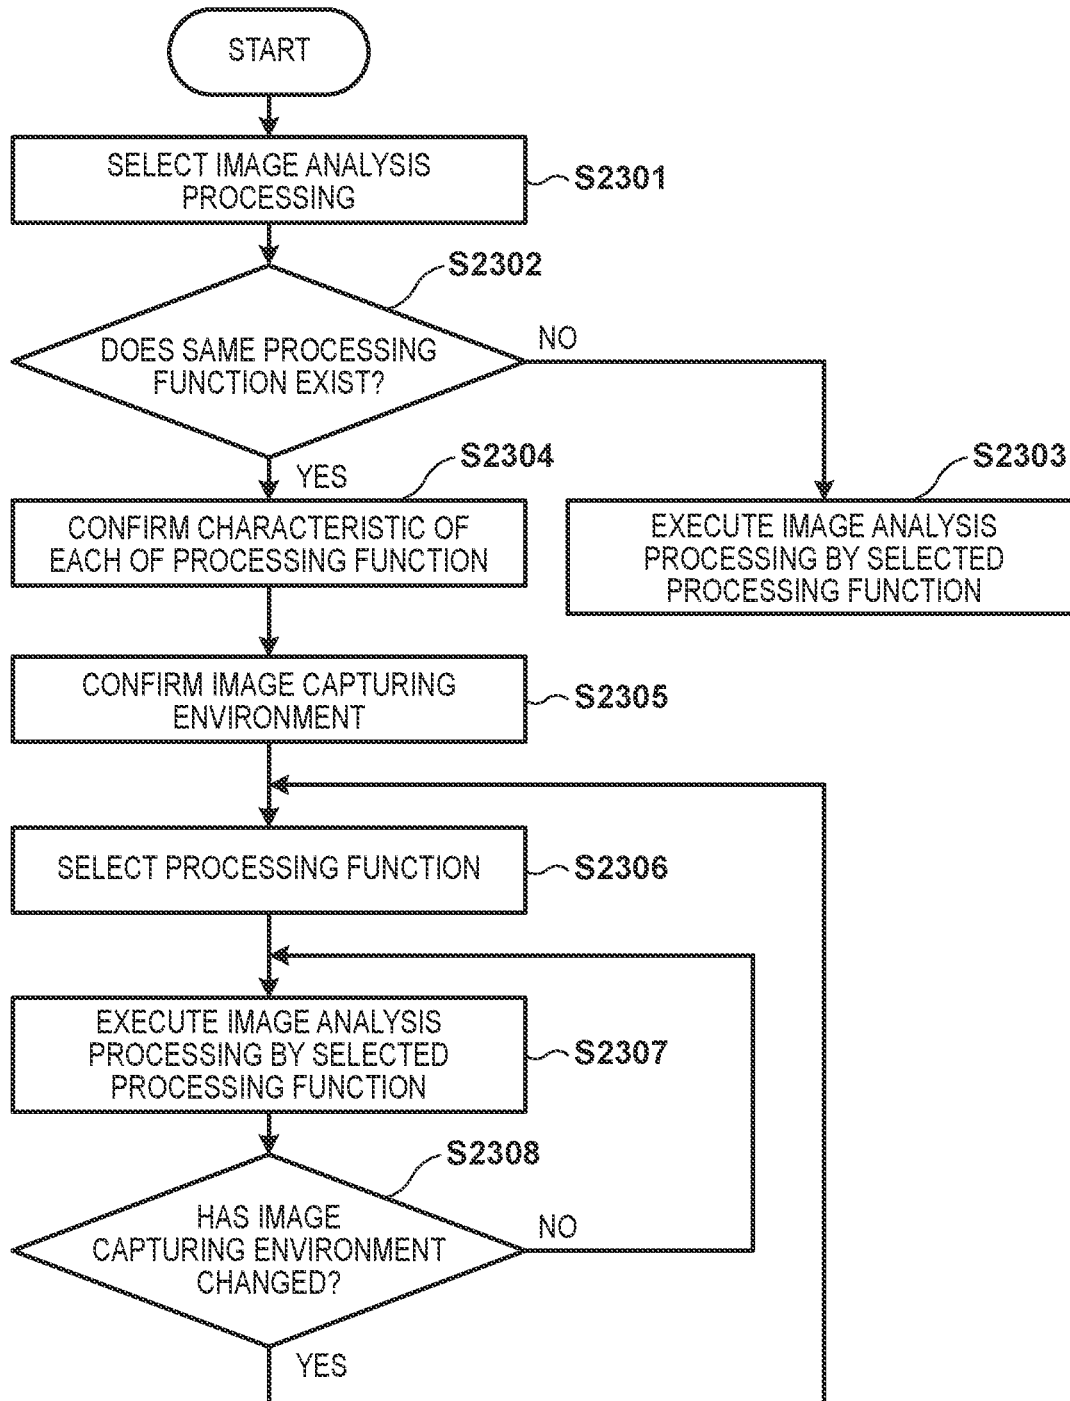 START
SELECT IMAGE ANALYSIS
PROCESSING
S2301
S2302
DOES SAME PROCESSING
FUNCTION EXIST?
NO
YES
S2304
S2303
CONFIRM CHARACTERISTIC OF
EACH OF PROCESSING FUNCTION
EXECUTE IMAGE ANALYSIS
PROCESSING BY SELECTED
PROCESSING FUNCTION
CONFIRM IMAGE CAPTURING
ENVIRONMENT
S2305
SELECT PROCESSING FUNCTION
S2306
EXECUTE IMAGE ANALYSIS
PROCESSING BY SELECTED
PROCESSING FUNCTION
S2307
S2308
HAS IMAGE
CAPTURING ENVIRONMENT
CHANGED?
NO
YES